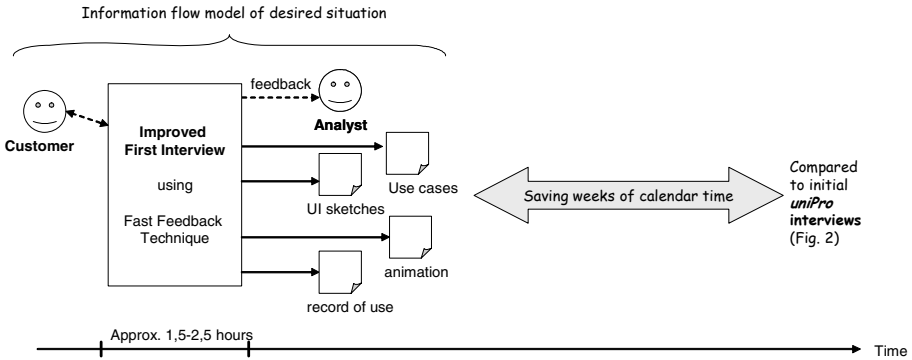 Information flow model of desired situation
feedback
Analyst
Customer
Improved
First Interview
using
Fast Feedback
Technique
Use cases
UI sketches
animation
record of use
Saving weeks of calendar time
Compared
to initial
uniPro
interviews
(Fig. 2)
Approx. 1,5-2,5 hours
Time